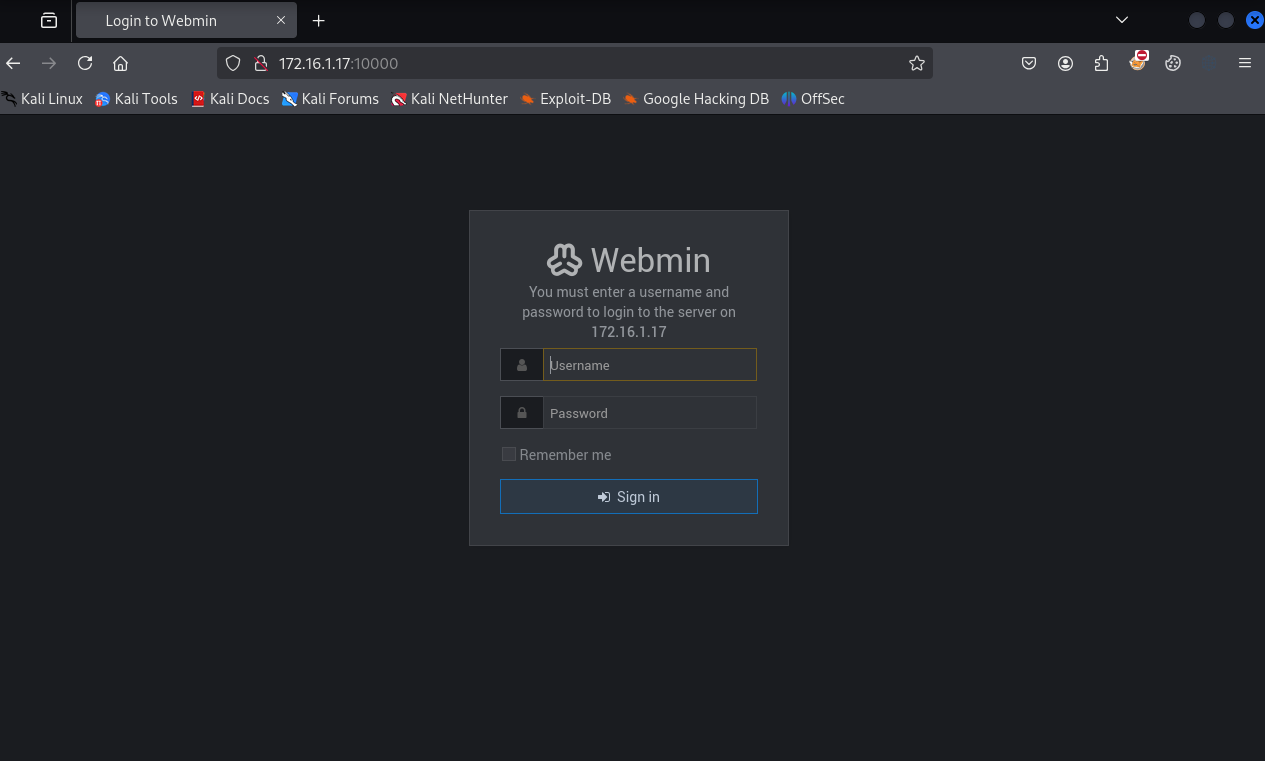 Login to Webmin
172.16.1.17:10000
Kali Linux Kali Tools Kali Docs Kali Forums Kali NetHunter Exploit-DB Google Hacking DB OffSec
Webmin
You must enter a username and
password to login to the server on
172.16.1.17
Username
Password
Remember me
Sign in